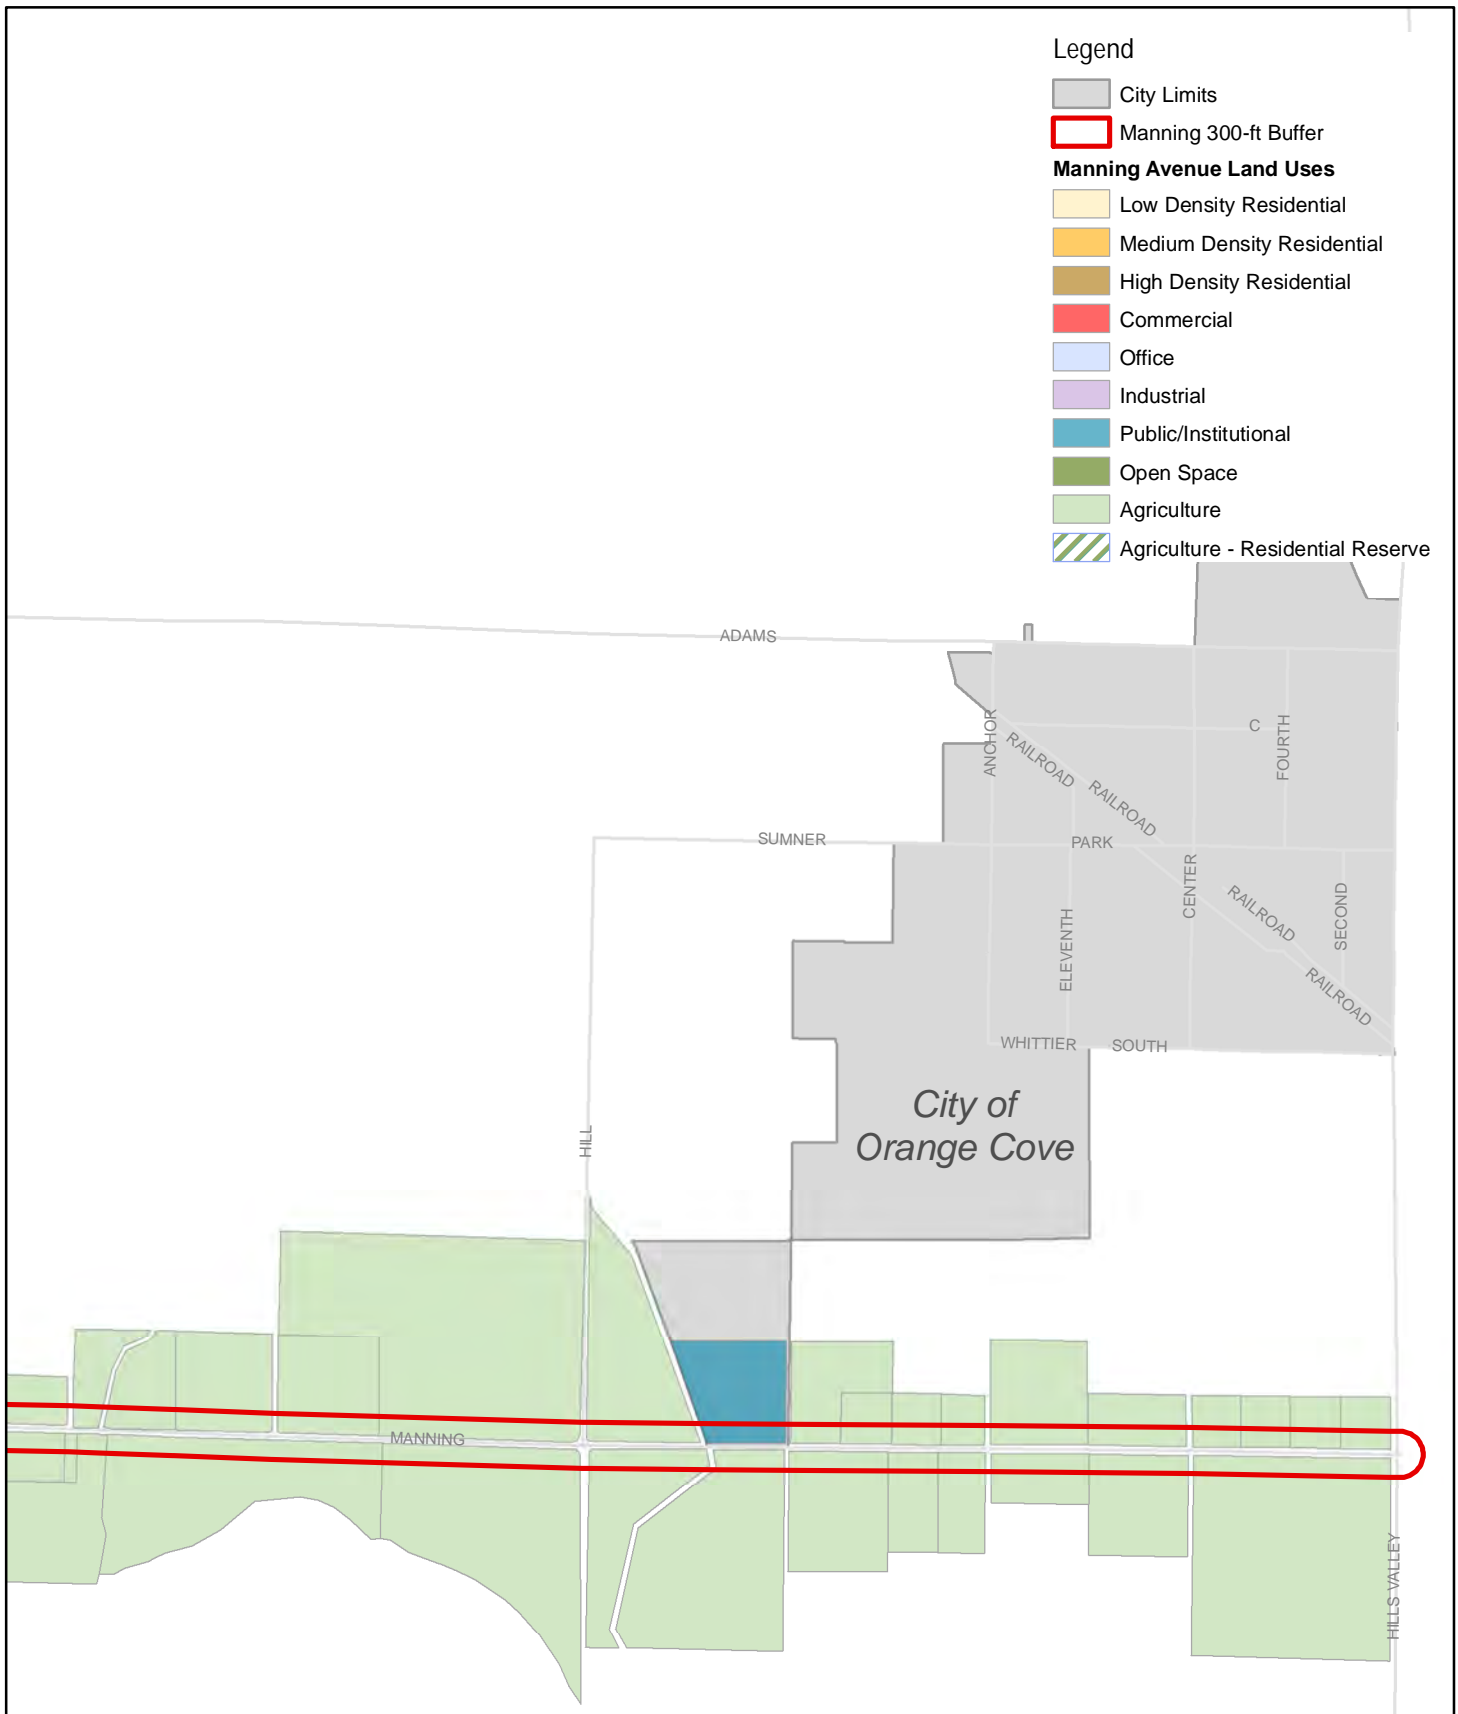 Legend
City Limits
Manning 300-ft Buffer
Manning Avenue Land Uses
Low Density Residential
Medium Density Residential
High Density Residential
Commercial
Office
Industrial
Public/Institutional
Open Space
Agriculture
Agriculture - Residential Reserve
ADAMS
ANCHOR
C
FOURTH
RAILROAD
RAILROAD
SUMNER
PARK
CENTER
ELEVENTH
RAILROAD
SECOND
RAILROAD
WHITTIER
SOUTH
City of
Orange Cove
HILL
MANNING
HILLS VALLEY